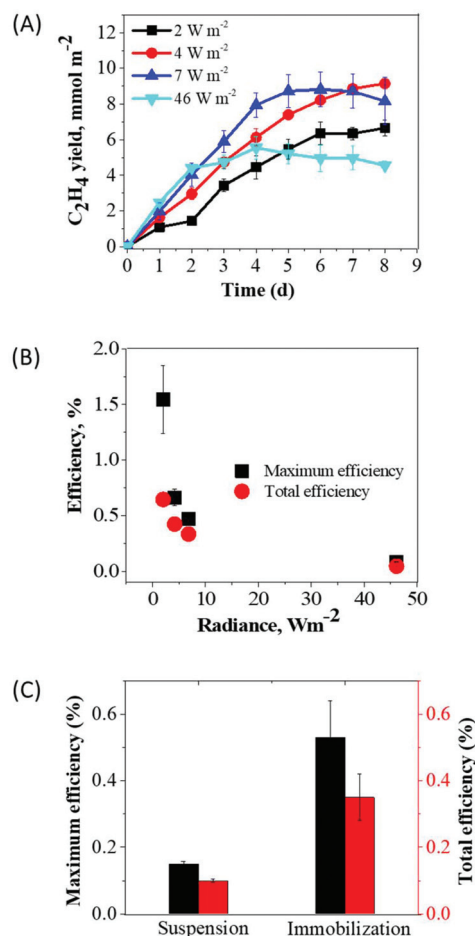 (A)
C₂H₄ yield, mmol m⁻²
12
10
8
6
4
2
0
2 W m⁻²
4 W m⁻²
7 W m⁻²
46 W m⁻²
0 1 2 3 4 5 6 7 8 9
Time (d)
(B)
Efficiency, %
2.0
1.5
1.0
0.5
0.0
Maximum efficiency
Total efficiency
0 10 20 30 40 50
Radiance, Wm⁻²
(C)
Maximum efficiency (%)
0.6
0.4
0.2
0.0
Suspension Immobilization
0.6
0.4
0.2
0.0
Total efficiency (%)